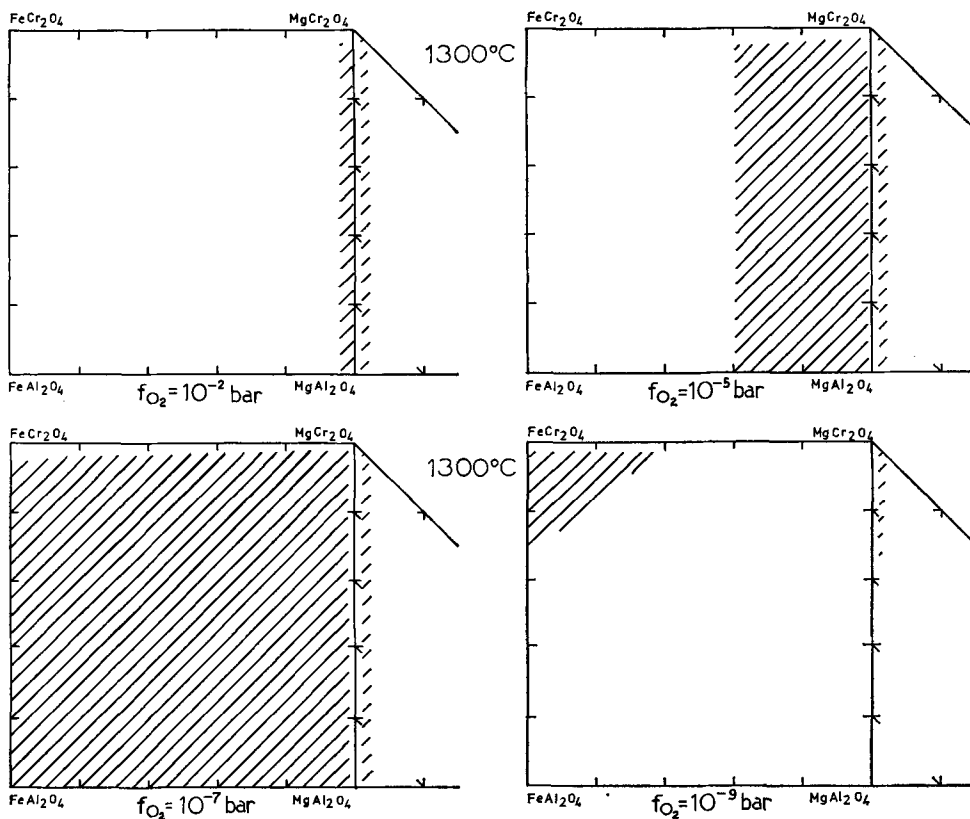 FeCr₂O₄ MgCr₂O₄ FeCr₂O₄ MgCr₂O₄
1300°C
FeAl₂O₄ fO₂=10⁻² bar MgAl₂O₄ FeAl₂O₄ fO₂=10⁻⁵ bar MgAl₂O₄
FeCr₂O₄ MgCr₂O₄ FeCr₂O₄ MgCr₂O₄
1300°C
FeAl₂O₄ fO₂=10⁻⁷ bar MgAl₂O₄ FeAl₂O₄ fO₂=10⁻⁹ bar MgAl₂O₄